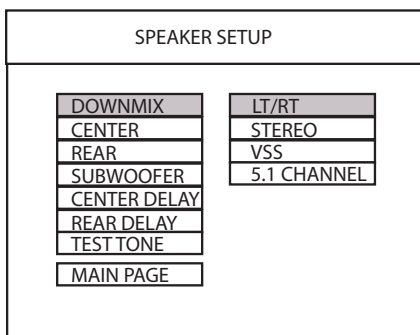 SPEAKER SETUP
DOWNMIX
CENTER
REAR
SUBWOOFER
CENTER DELAY
REAR DELAY
TEST TONE
MAIN PAGE
LT/RT
STEREO
VSS
5.1 CHANNEL